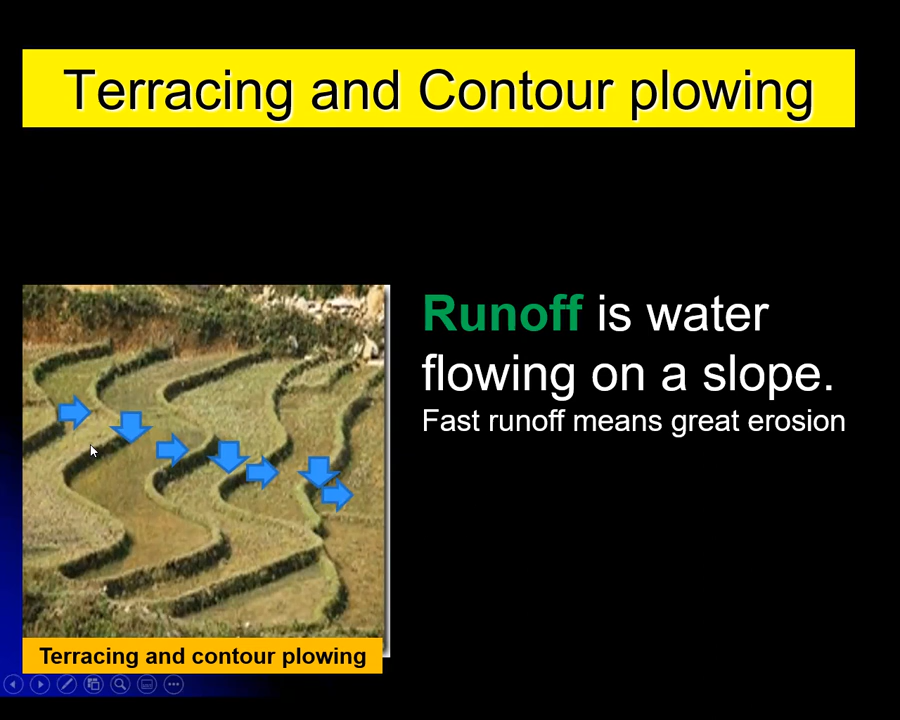 Terracing and Contour plowing
Runoff is water
flowing on a slope.
Fast runoff means great erosion
Terracing and contour plowing